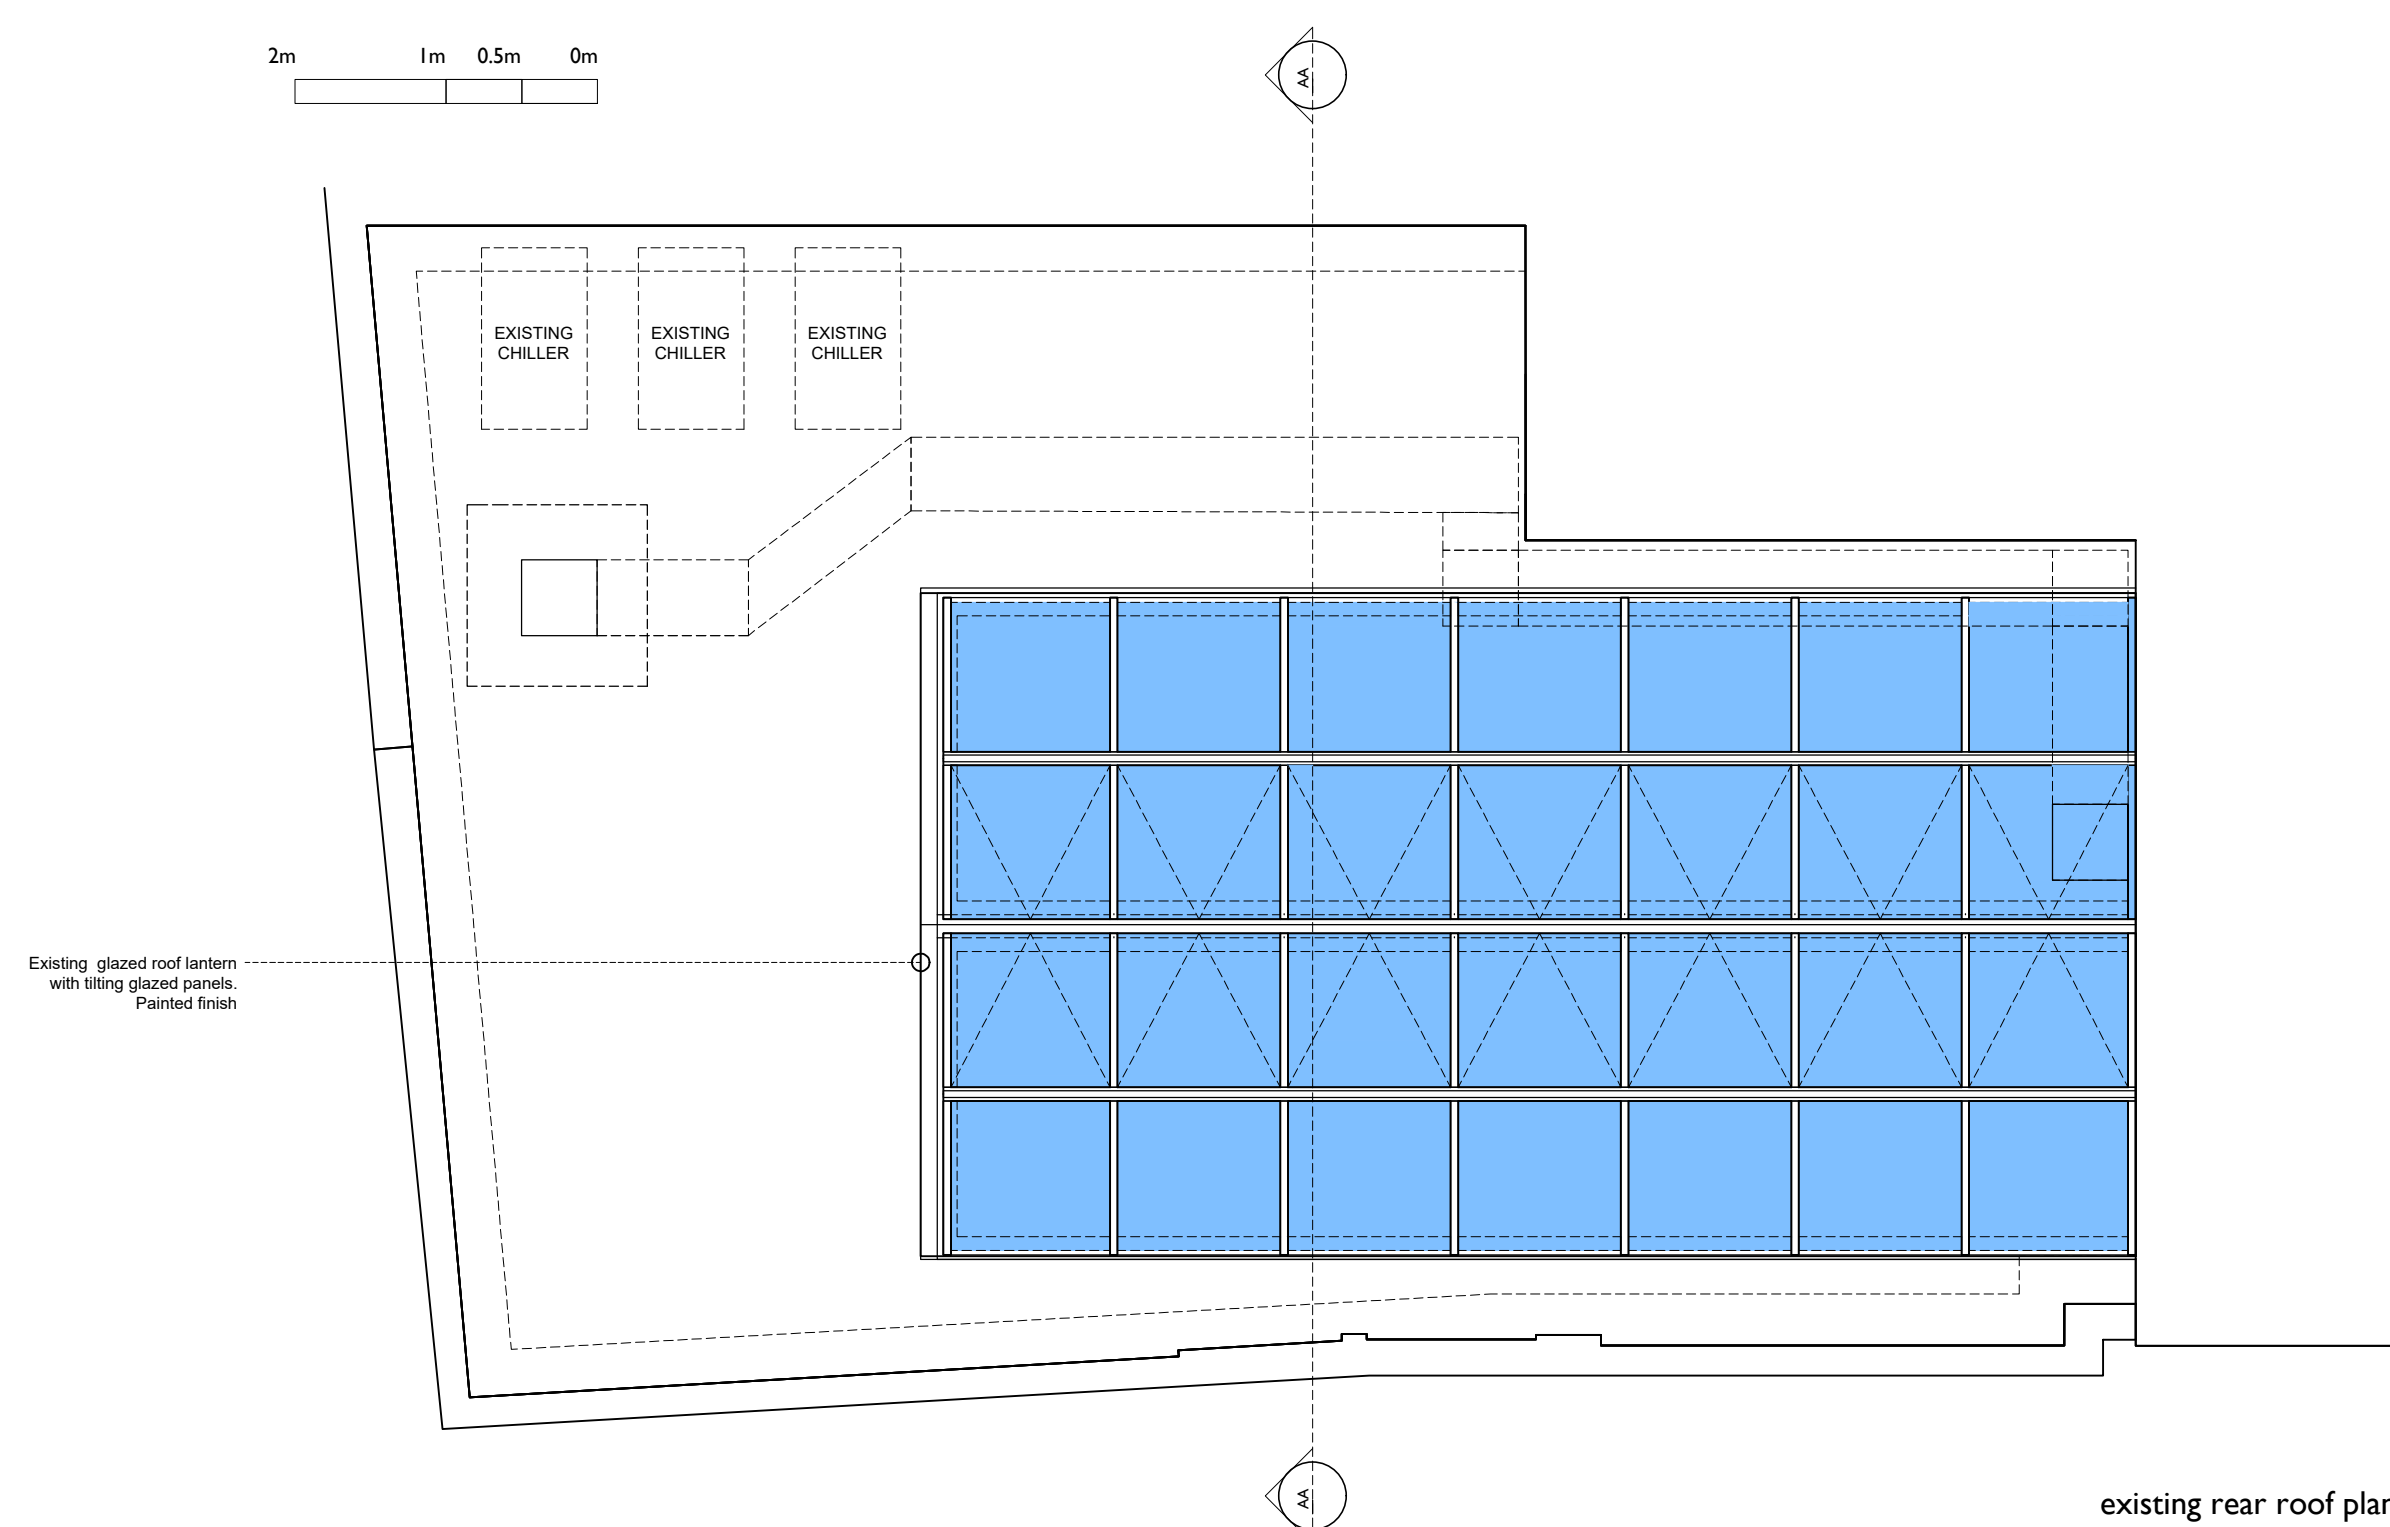 2m 1m 0.5m 0m
AA
EXISTING
CHILLER
EXISTING
CHILLER
EXISTING
CHILLER
Existing  glazed roof lantern
with tilting glazed panels.
Painted finish
AA
existing rear roof plan